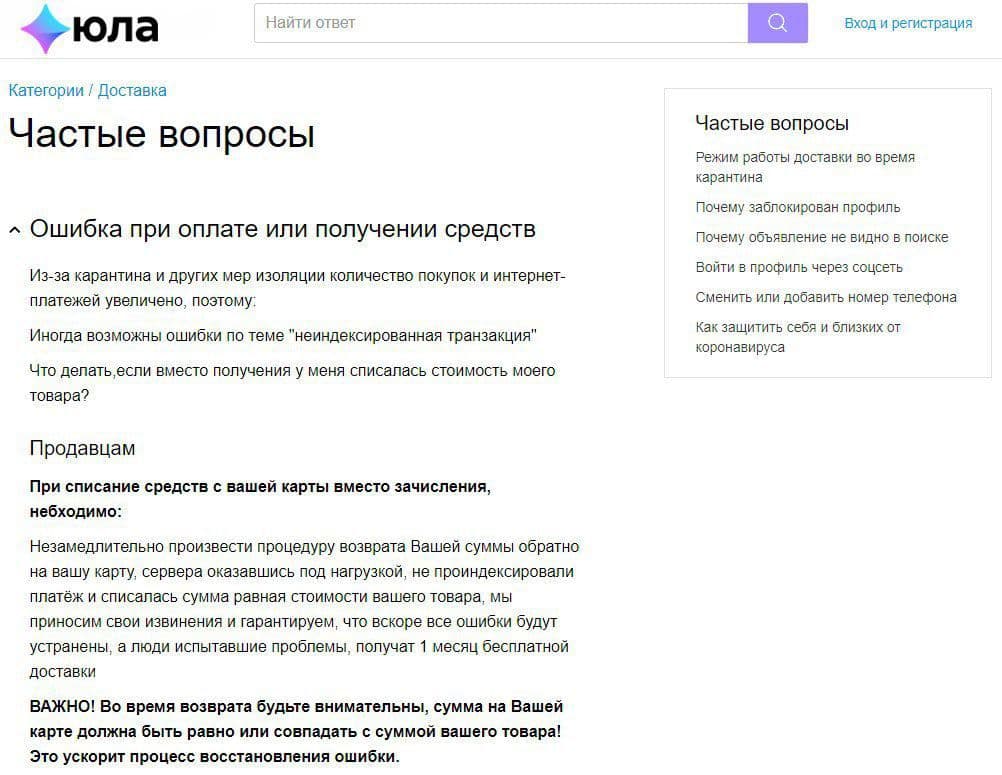 юла
Найти ответ
Вход и регистрация
Категории / Доставка
Частые вопросы
Ошибка при оплате или получении средств
Из-за карантина и других мер изоляции количество покупок и интернет-
платежей увеличено, поэтому:
Иногда возможны ошибки по теме "неиндексированная транзакция"
Что делать,если вместо получения у меня списалась стоимость моего
товара?
Продавцам
При списание средств с вашей карты вместо зачисления,
небходимо:
Незамедлительно произвести процедуру возврата Вашей суммы обратно
на вашу карту, сервера оказавшись под нагрузкой, не проиндексировали
платёж и списалась сумма равная стоимости вашего товара, мы
приносим свои извинения и гарантируем, что вскоре все ошибки будут
устранены, а люди испытавшие проблемы, получат 1 месяц бесплатной
доставки
ВАЖНО! Во время возврата будьте внимательны, сумма на Вашей
карте должна быть равно или совпадать с суммой вашего товара!
Это ускорит процесс восстановления ошибки.
Частые вопросы
Режим работы доставки во время
карантина
Почему заблокирован профиль
Почему объявление не видно в поиске
Войти в профиль через соцсеть
Сменить или добавить номер телефона
Как защитить себя и близких от
коронавируса